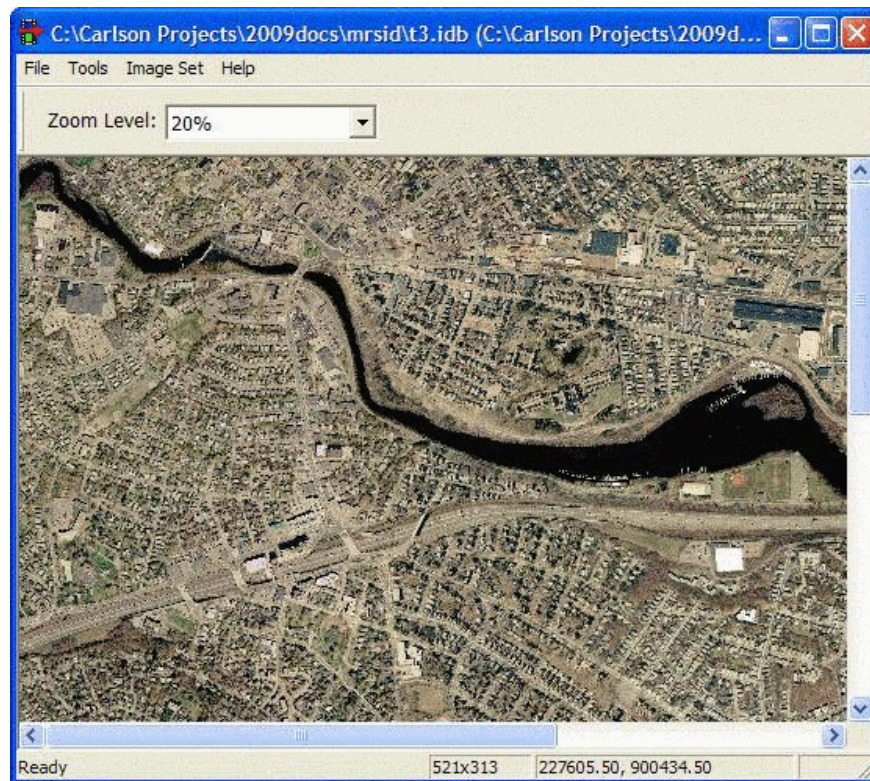 C:\Carlson Projects\2009docs\mrsid\t3.idb (C:\Carlson Projects\2009d...
File Tools Image Set Help
Zoom Level: 20%
Ready 521x313 227605.50, 900434.50